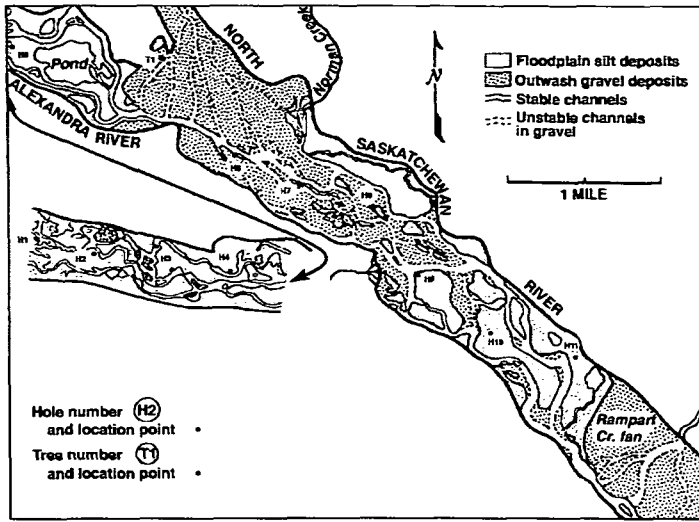 NORTH
Norman Creek
T1
Pond
ALEXANDRA RIVER
N
Floodplain silt deposits
Outwash gravel deposits
Stable channels
Unstable channels
in gravel
1 MILE
SASKATCHEWAN
RIVER
H7
H1
H2
H3
H4
H9
H10
H11
Rampart
Cr. fan
Hole number H2
and location point
Tree number T1
and location point